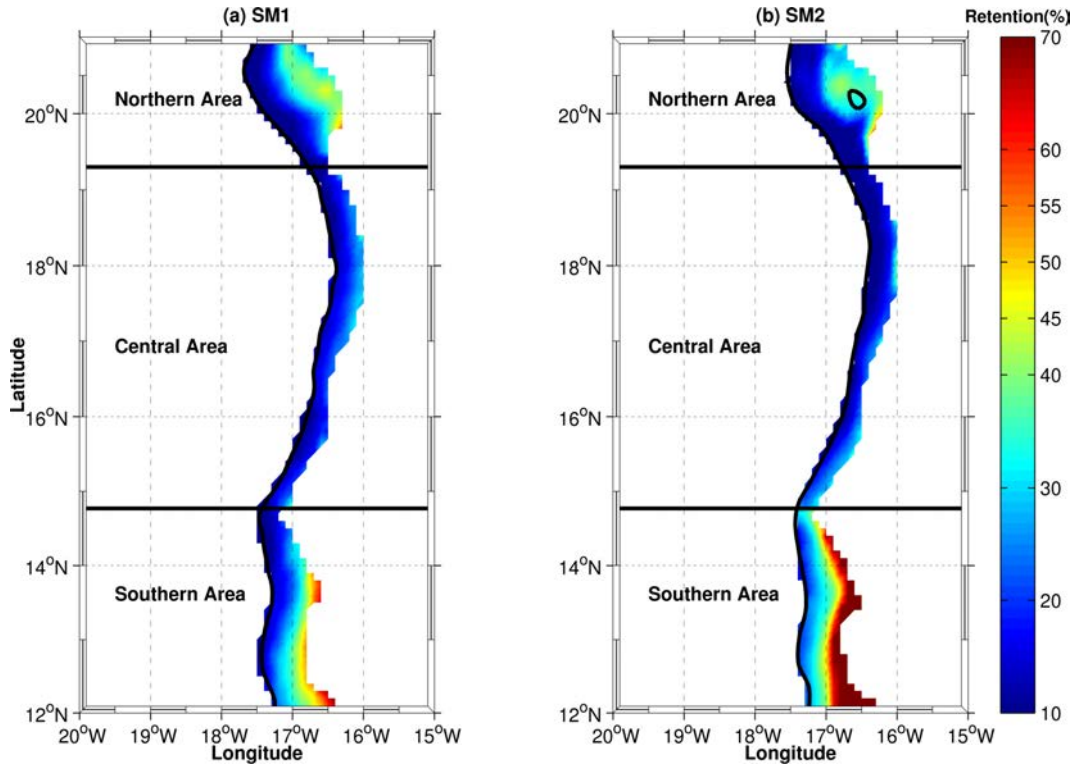 (a) SM1
(b) SM2
Retention(%)
Northern Area
Central Area
Southern Area
Northern Area
Central Area
Southern Area
Latitude
20°N
18°N
16°N
14°N
12°N
20°N
18°N
16°N
14°N
12°N
20°W 19°W 18°W 17°W 16°W 15°W
20°W 19°W 18°W 17°W 16°W 15°W
Longitude
Longitude
70
60
55
50
45
40
30
20
10